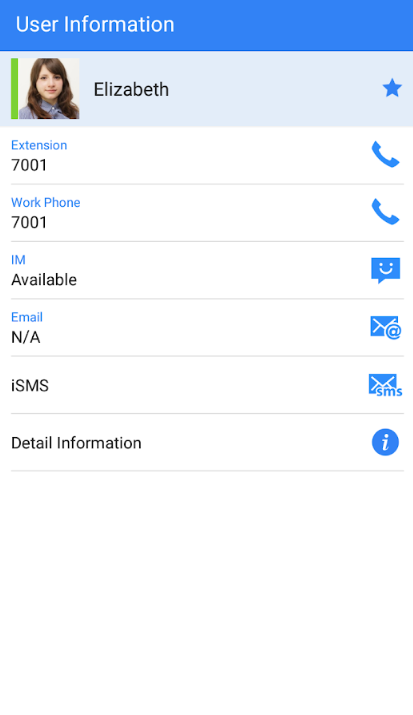 User Information
Elizabeth
Extension
7001
Work Phone
7001
IM
Available
Email
N/A
@
iSMS
sms
Detail Information
i